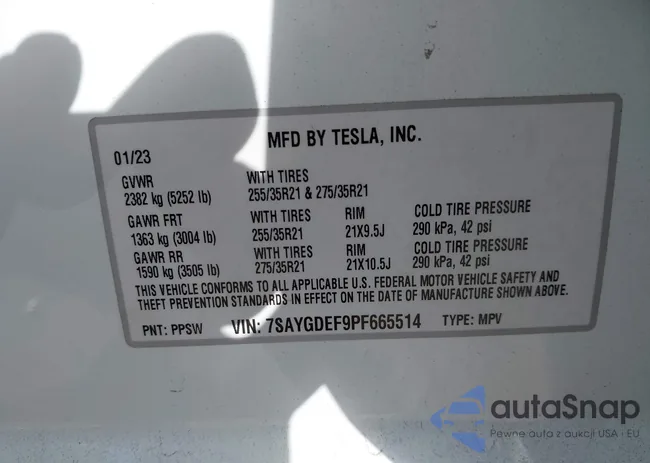 MFD BY TESLA, INC.
01/23
GVWR WITH TIRES
2382 kg (5252 lb) 255/35R21 & 275/35R21
GAWR FRT WITH TIRES RIM COLD TIRE PRESSURE
1363 kg (3004 lb) 255/35R21 21X9.5J 290 kPa, 42 psi
GAWR RR WITH TIRES RIM COLD TIRE PRESSURE
1590 kg (3505 lb) 275/35R21 21X10.5J 290 kPa, 42 psi
THIS VEHICLE CONFORMS TO ALL APPLICABLE U.S. FEDERAL MOTOR VEHICLE SAFETY AND
THEFT PREVENTION STANDARDS IN EFFECT ON THE DATE OF MANUFACTURE SHOWN ABOVE.
PNT: PPSW VIN: 7SAYGDEF9PF665514 TYPE: MPV
autaSnap
Pewne auta z aukcji USA · EU